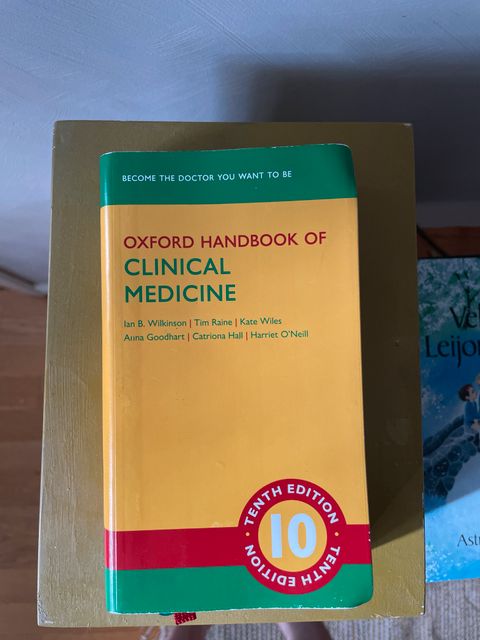 BECOME THE DOCTOR YOU WANT TO BE
OXFORD HANDBOOK OF
CLINICAL
MEDICINE
Ian B. Wilkinson | Tim Raine | Kate Wiles
Anna Goodhart | Catriona Hall | Harriet O'Neill
TENTH EDITION
10
TENTH EDITION